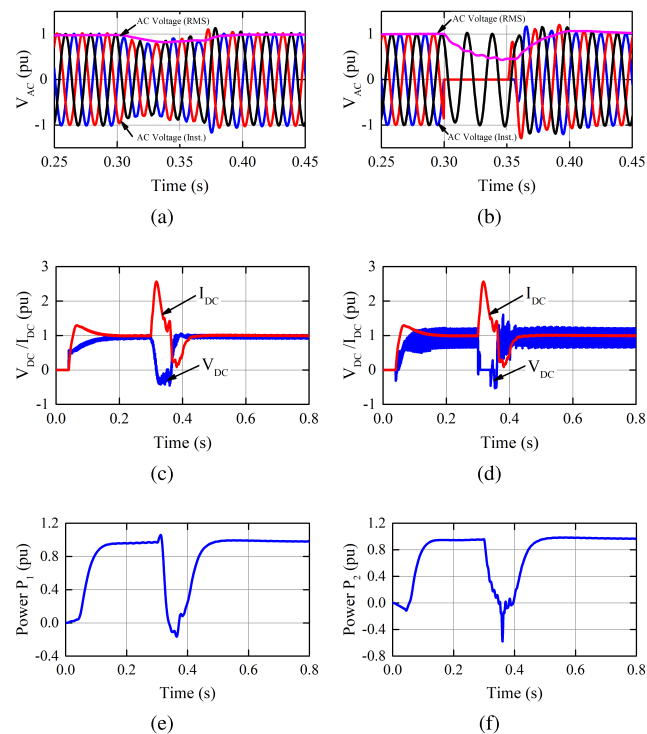 AC Voltage (RMS)
1
0
-1
V_AC (pu)
AC Voltage (Inst.)
0.25 0.30 0.35 0.40 0.45
Time (s)
(a)
AC Voltage (RMS)
1
0
-1
V_AC (pu)
AC Voltage (Inst.)
0.25 0.30 0.35 0.40 0.45
Time (s)
(b)
3
2
1
0
-1
V_DC/I_DC (pu)
I_DC
V_DC
0.0 0.2 0.4 0.6 0.8
Time (s)
(c)
3
2
1
0
-1
V_DC/I_DC (pu)
I_DC
V_DC
0.0 0.2 0.4 0.6 0.8
Time (s)
(d)
1.2
0.8
0.4
0.0
-0.4
Power P_1 (pu)
0.0 0.2 0.4 0.6 0.8
Time (s)
(e)
1.2
0.8
0.4
0.0
-0.4
-0.8
Power P_2 (pu)
0.0 0.2 0.4 0.6 0.8
Time (s)
(f)